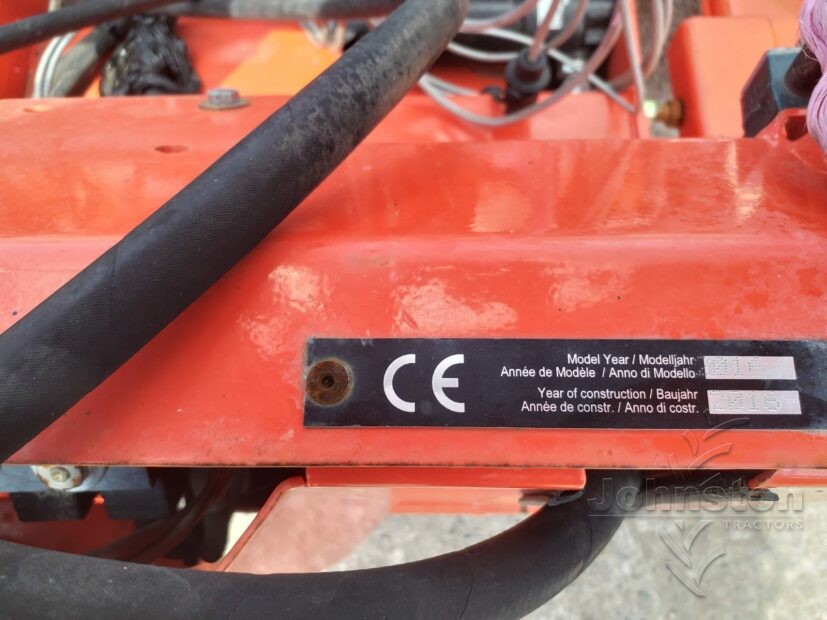 CE
Model Year / Modelljahr
Année de Modèle / Anno di Modello
Year of construction / Baujahr
Année de constr. / Anno di costr.
Johnston
TRACTORS